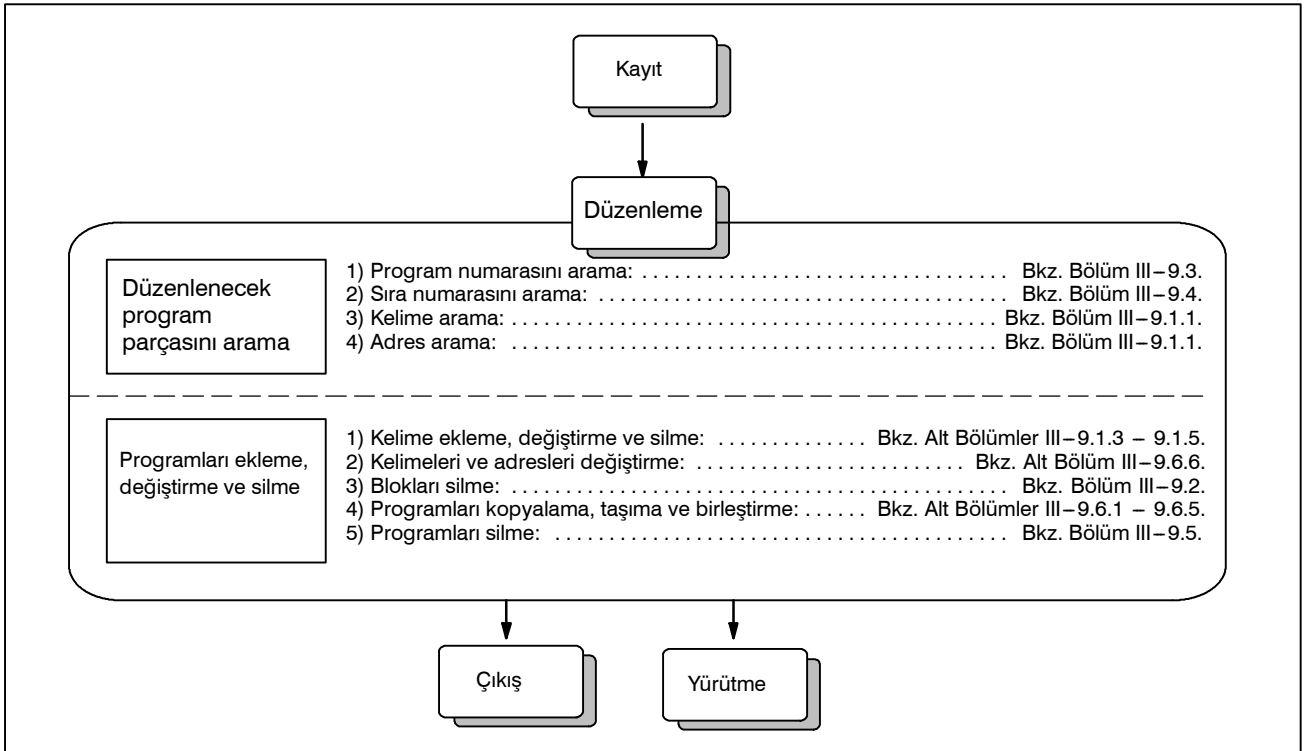 Kayıt
Düzenleme
Düzenlenecek
program
parçasını arama
1) Program numarasını arama: . . . . . . . . . . . . . . . . . . . . . . . . . . . . . . . . . . . Bkz. Bölüm III–9.3.
2) Sıra numarasını arama: . . . . . . . . . . . . . . . . . . . . . . . . . . . . . . . . . . . . . . . Bkz. Bölüm III–9.4.
3) Kelime arama: . . . . . . . . . . . . . . . . . . . . . . . . . . . . . . . . . . . . . . . . . . . . . Bkz. Bölüm III–9.1.1.
4) Adres arama: . . . . . . . . . . . . . . . . . . . . . . . . . . . . . . . . . . . . . . . . . . . . . Bkz. Bölüm III–9.1.1.
Programları ekleme,
değiştirme ve silme
1) Kelime ekleme, değiştirme ve silme: . . . . . . . . . . . . . . Bkz. Alt Bölümler III–9.1.3 – 9.1.5.
2) Kelimeleri ve adresleri değiştirme: . . . . . . . . . . . . . . . . . . . . . . . . . Bkz. Alt Bölüm III–9.6.6.
3) Blokları silme: . . . . . . . . . . . . . . . . . . . . . . . . . . . . . . . . . . . . . . . . . . . . . . . Bkz. Bölüm III–9.2.
4) Programları kopyalama, taşıma ve birleştirme: . . . . . . Bkz. Alt Bölümler III–9.6.1 – 9.6.5.
5) Programları silme: . . . . . . . . . . . . . . . . . . . . . . . . . . . . . . . . . . . . . . . . . . . Bkz. Bölüm III–9.5.
Çıkış
Yürütme